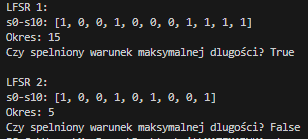 LFSR 1:
s0-s10: [1, 0, 0, 1, 0, 0, 0, 1, 1, 1, 1]
Okres: 15
Czy spelniony warunek maksymalnej dlugości? True
LFSR 2:
s0-s10: [1, 0, 0, 1, 0, 1, 0, 0, 1]
Okres: 5
Czy spelniony warunek maksymalnej dlugości? False